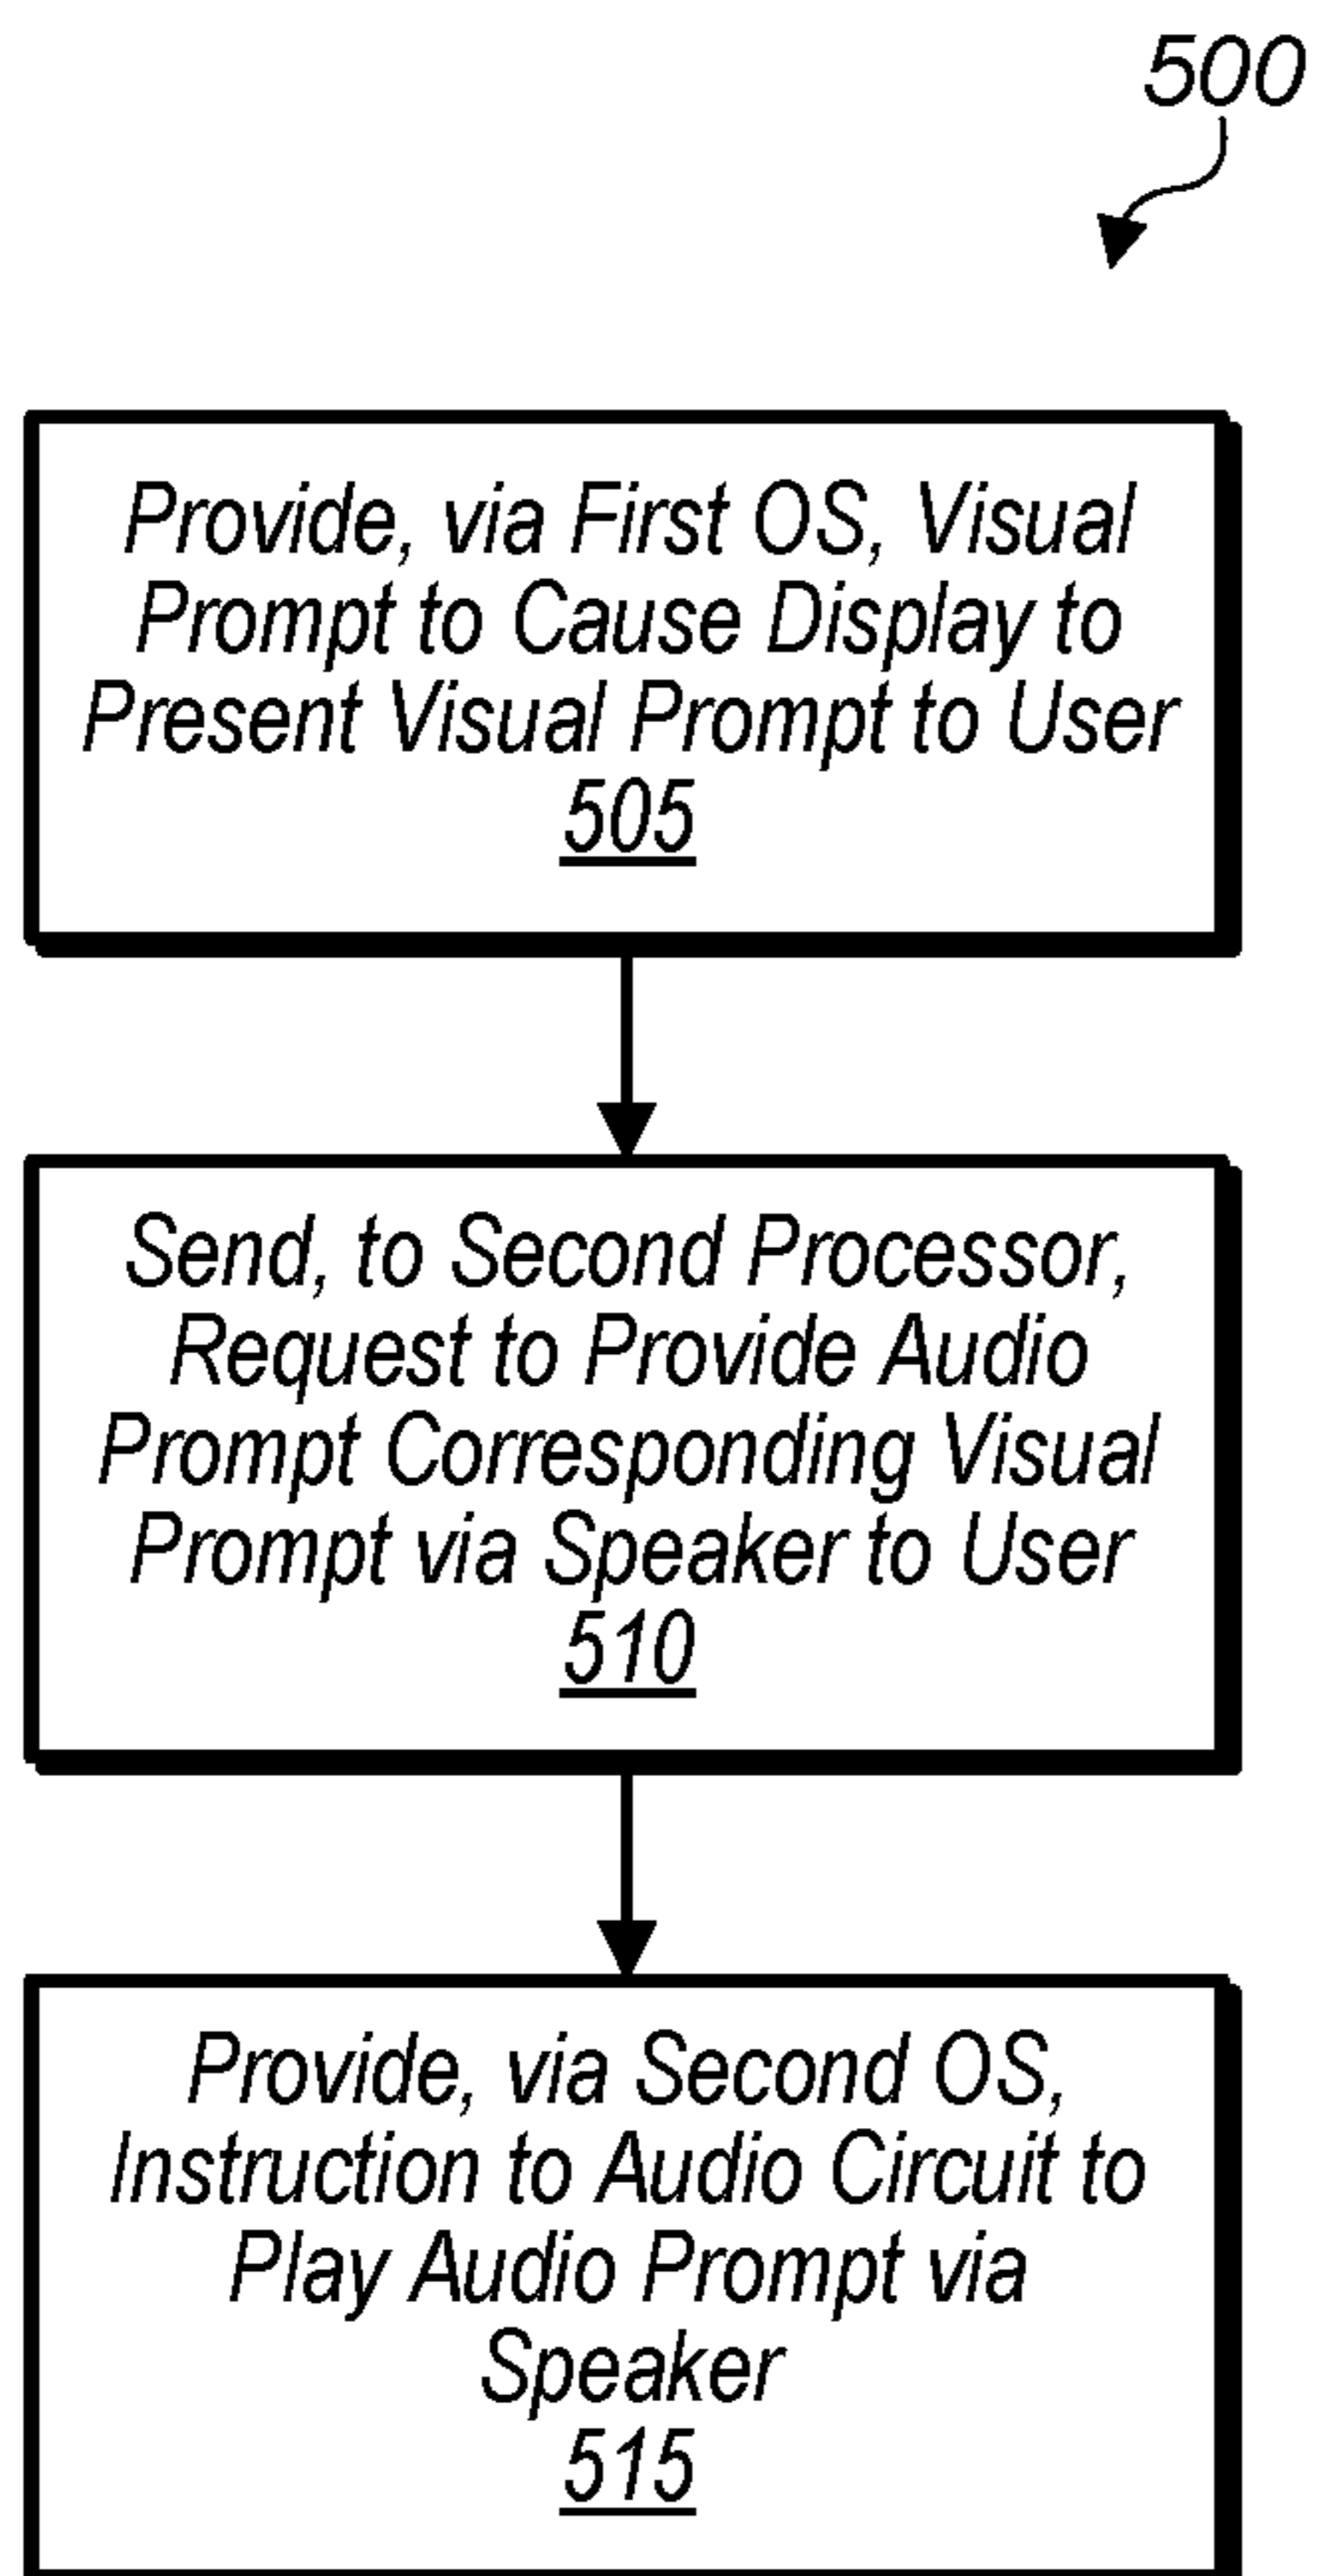 500
Provide, via First OS, Visual
Prompt to Cause Display to
Present Visual Prompt to User
505
Send, to Second Processor,
Request to Provide Audio
Prompt Corresponding Visual
Prompt via Speaker to User
510
Provide, via Second OS,
Instruction to Audio Circuit to
Play Audio Prompt via
Speaker
515